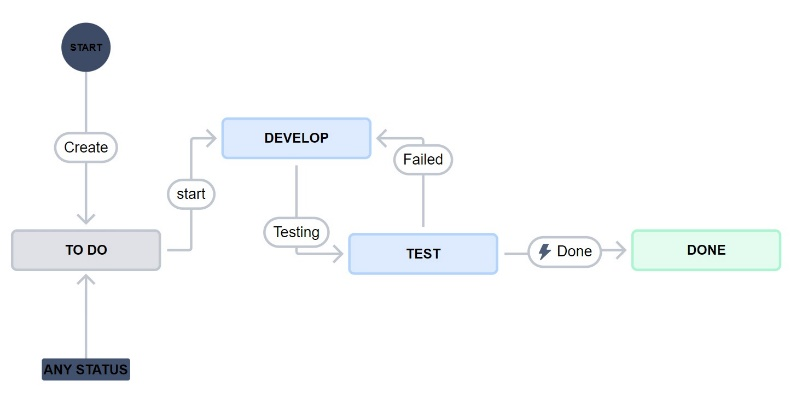 START
Create
TO DO
ANY STATUS
start
DEVELOP
Testing
Failed
TEST
Done
DONE